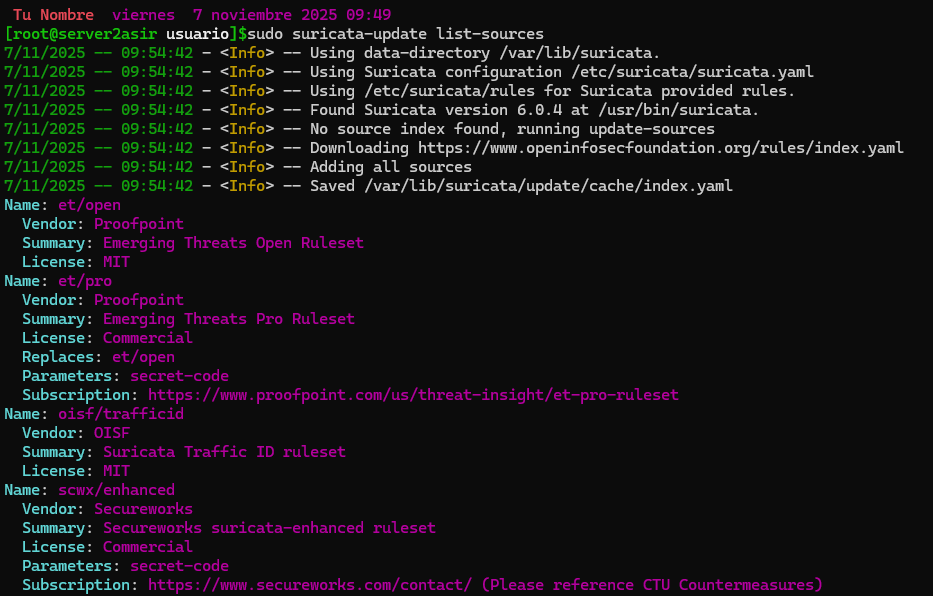 Tu Nombre viernes 7 noviembre 2025 09:49
[root@server2asir usuario]$sudo suricata-update list-sources
7/11/2025 -- 09:54:42 - <Info> -- Using data-directory /var/lib/suricata.
7/11/2025 -- 09:54:42 - <Info> -- Using Suricata configuration /etc/suricata/suricata.yaml
7/11/2025 -- 09:54:42 - <Info> -- Using /etc/suricata/rules for Suricata provided rules.
7/11/2025 -- 09:54:42 - <Info> -- Found Suricata version 6.0.4 at /usr/bin/suricata.
7/11/2025 -- 09:54:42 - <Info> -- No source index found, running update-sources
7/11/2025 -- 09:54:42 - <Info> -- Downloading https://www.openinfosecfoundation.org/rules/index.yaml
7/11/2025 -- 09:54:42 - <Info> -- Adding all sources
7/11/2025 -- 09:54:42 - <Info> -- Saved /var/lib/suricata/update/cache/index.yaml
Name: et/open
  Vendor: Proofpoint
  Summary: Emerging Threats Open Ruleset
  License: MIT
Name: et/pro
  Vendor: Proofpoint
  Summary: Emerging Threats Pro Ruleset
  License: Commercial
  Replaces: et/open
  Parameters: secret-code
  Subscription: https://www.proofpoint.com/us/threat-insight/et-pro-ruleset
Name: oisf/trafficid
  Vendor: OISF
  Summary: Suricata Traffic ID ruleset
  License: MIT
Name: scwx/enhanced
  Vendor: Secureworks
  Summary: Secureworks suricata-enhanced ruleset
  License: Commercial
  Parameters: secret-code
  Subscription: https://www.secureworks.com/contact/ (Please reference CTU Countermeasures)